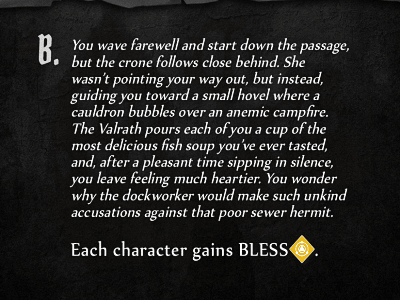 B. You wave farewell and start down the passage,
but the crone follows close behind. She
wasn't pointing your way out, but instead,
guiding you toward a small hovel where a
cauldron bubbles over an anemic campfire.
The Valrath pours each of you a cup of the
most delicious fish soup you've ever tasted,
and, after a pleasant time sipping in silence,
you leave feeling much heartier. You wonder
why the dockworker would make such unkind
accusations against that poor sewer hermit.
Each character gains BLESS.